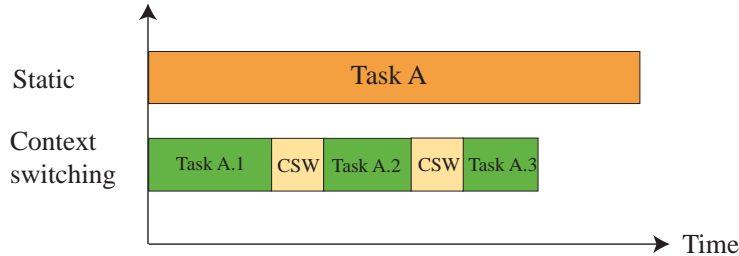 Static
Task A
Context
switching
Task A.1
CSW
Task A.2
CSW
Task A.3
Time